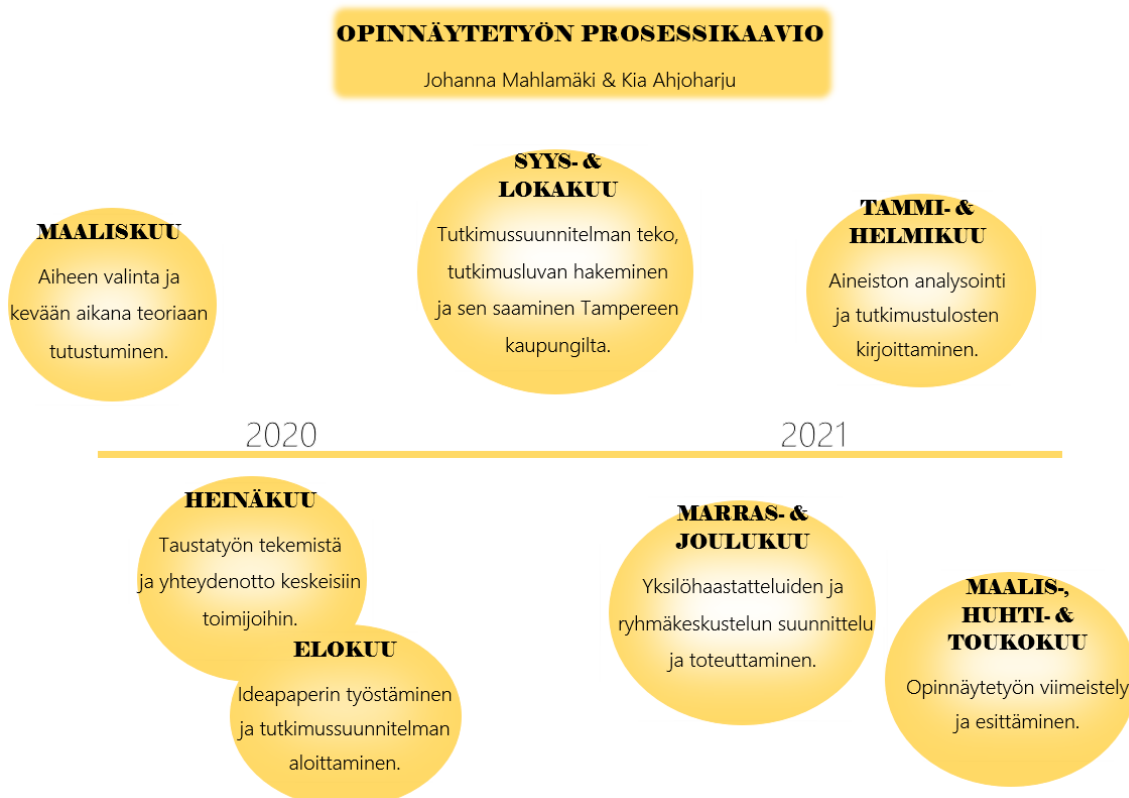 OPINNÄYTETYÖN PROSESSIKAAVIO
Johanna Mahlamäki & Kia Ahjoharju
MAALISKUU
Aiheen valinta ja
kevään aikana teoriaan
tutustuminen.
SYYS- &
LOKAKUU
Tutkimussuunnitelman teko,
tutkimusluvan hakeminen
ja sen saaminen Tampereen
kaupungilta.
TAMMI- &
HELMIKUU
Aineiston analysointi
ja tutkimustulosten
kirjoittaminen.
2020
2021
HEINÄKUU
Taustatyön tekemistä
ja yhteydenotto keskeisiin
toimijoihin.
ELOKUU
Ideapaperin työstäminen
ja tutkimussuunnitelman
aloittaminen.
MARRAS- &
JOULUKUU
Yksilöhaastatteluiden ja
ryhmäkeskustelun suunnittelu
ja toteuttaminen.
MAALIS-,
HUHTI- &
TOUKOKUU
Opinnäytetyön viimeistely
ja esittäminen.